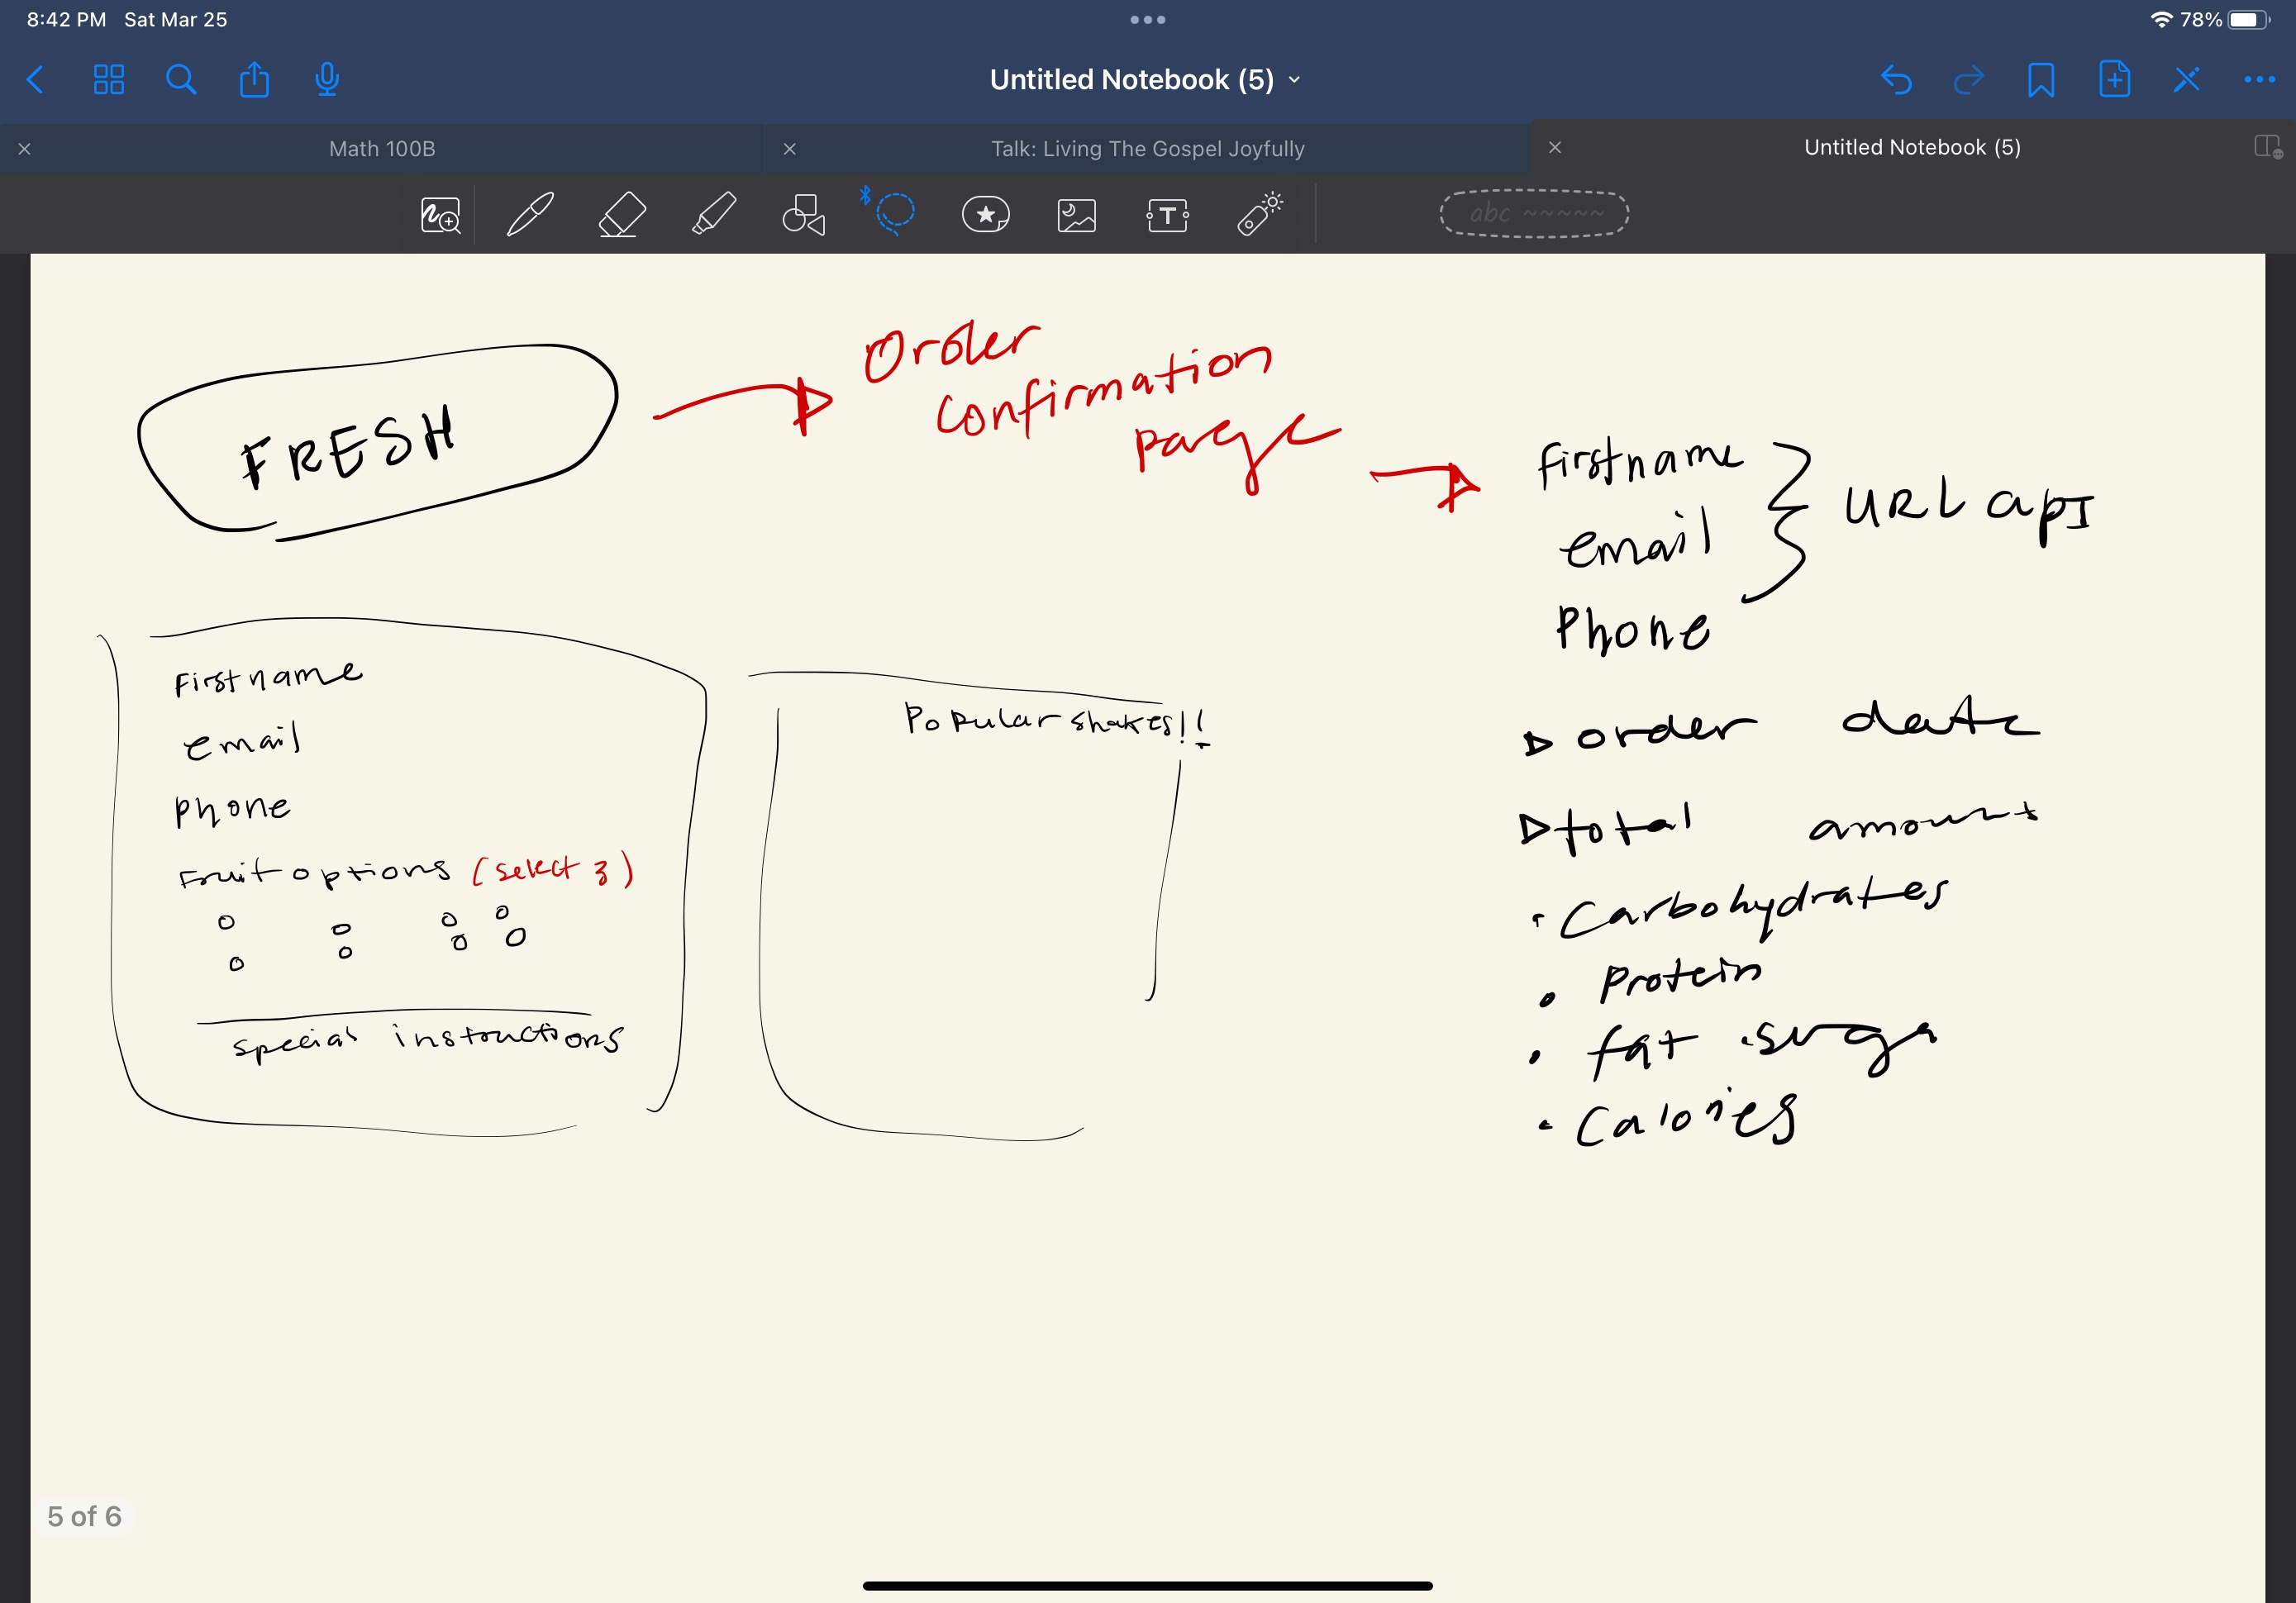 8:42 PM Sat Mar 25
78%
Untitled Notebook (5)
Math 100B
Talk: Living The Gospel Joyfully
Untitled Notebook (5)
abc
T
FRESH
Order
Confirmation
Page
firstname
email
Phone
URL apI
order date
total amount
Carbohydrates
Protein
fat sugar
Calories
Firstname
email
phone
Fruit options (select 3)
special instructions
Popular shakes!!
5 of 6